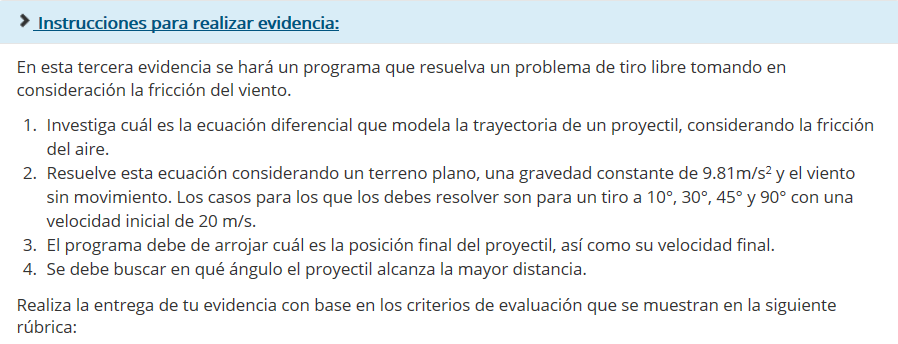 Instrucciones para realizar evidencia:
En esta tercera evidencia se hará un programa que resuelva un problema de tiro libre tomando en
consideración la fricción del viento.
1. Investiga cuál es la ecuación diferencial que modela la trayectoria de un proyectil, considerando la fricción
del aire.
2. Resuelve esta ecuación considerando un terreno plano, una gravedad constante de 9.81m/s² y el viento
sin movimiento. Los casos para los que los debes resolver son para un tiro a 10°, 30°, 45° y 90° con una
velocidad inicial de 20 m/s.
3. El programa debe de arrojar cuál es la posición final del proyectil, así como su velocidad final.
4. Se debe buscar en qué ángulo el proyectil alcanza la mayor distancia.
Realiza la entrega de tu evidencia con base en los criterios de evaluación que se muestran en la siguiente
rúbrica: